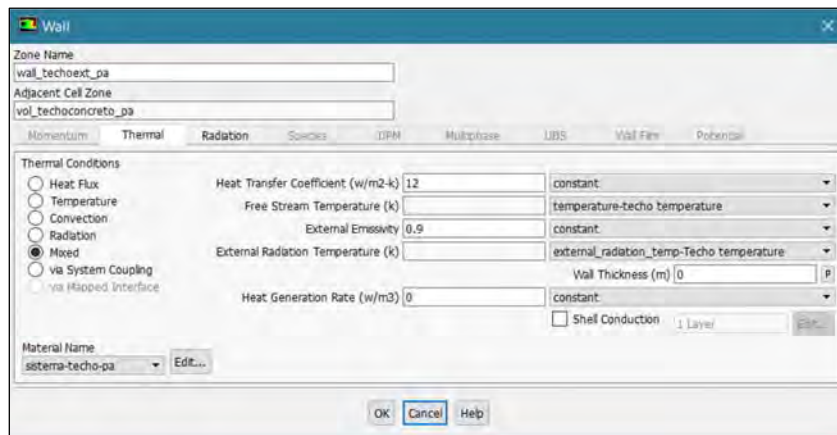 Wall
Zone Name
wall_techoext_pa
Adjacent Cell Zone
vol_techoconcreto_pa
Momentum Thermal Radiation Species DPM Multiphase UDS Wall Film Potential
Thermal Conditions
Heat Flux
Temperature
Convection
Radiation
Mixed
via System Coupling
via Mapped Interface
Heat Transfer Coefficient (w/m2-k) 12 constant
Free Stream Temperature (k) temperature-techo temperature
External Emissivity 0.9 constant
External Radiation Temperature (k) external_radiation_temp-Techo temperature
Wall Thickness (m) 0 P
Heat Generation Rate (w/m3) 0 constant
Shell Conduction 1 Layer Edit...
Material Name
sistema-techo-pa Edit...
OK Cancel Help